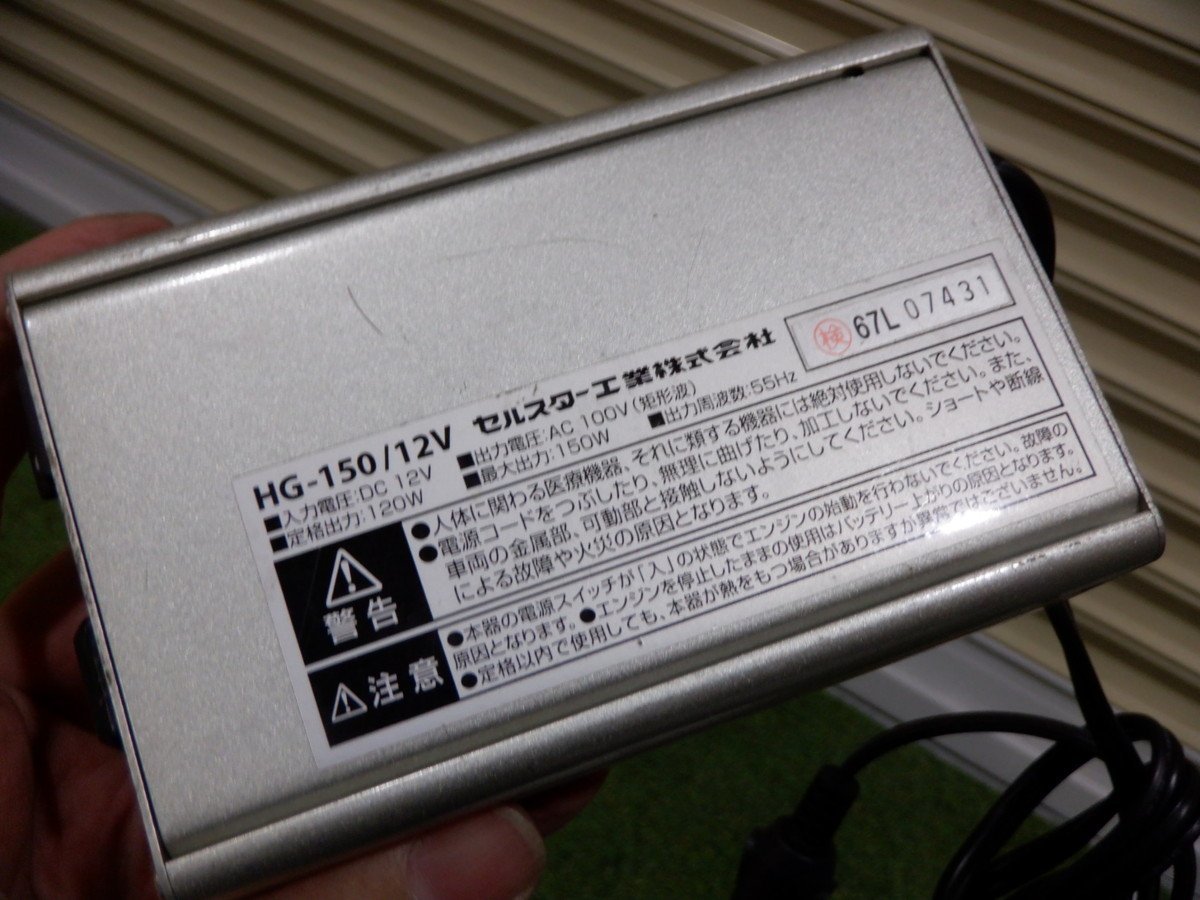 HG-150/12V セルスター工業株式会社
検 67L 07431
■入力電圧:DC 12V ■出力電圧:AC 100V(矩形波)
■定格出力:120W ■最大出力:150W ■出力周波数:55Hz
警告
●人体に関わる医療機器、それに類する機器には絶対使用しないでください。
●電源コードをつぶしたり、無理に曲げたり、加工しないでください。また、
車両の金属部、可動部と接触しないようにしてください。ショートや断線
による故障や火災の原因となります。
注意
●本器の電源スイッチが「入」の状態でエンジンの始動を行わないでください。故障の
原因となります。●エンジンを停止したままの使用はバッテリー上がりの原因となります。
●定格以内で使用しても、本器が熱をもつ場合がありますが異常ではございません。